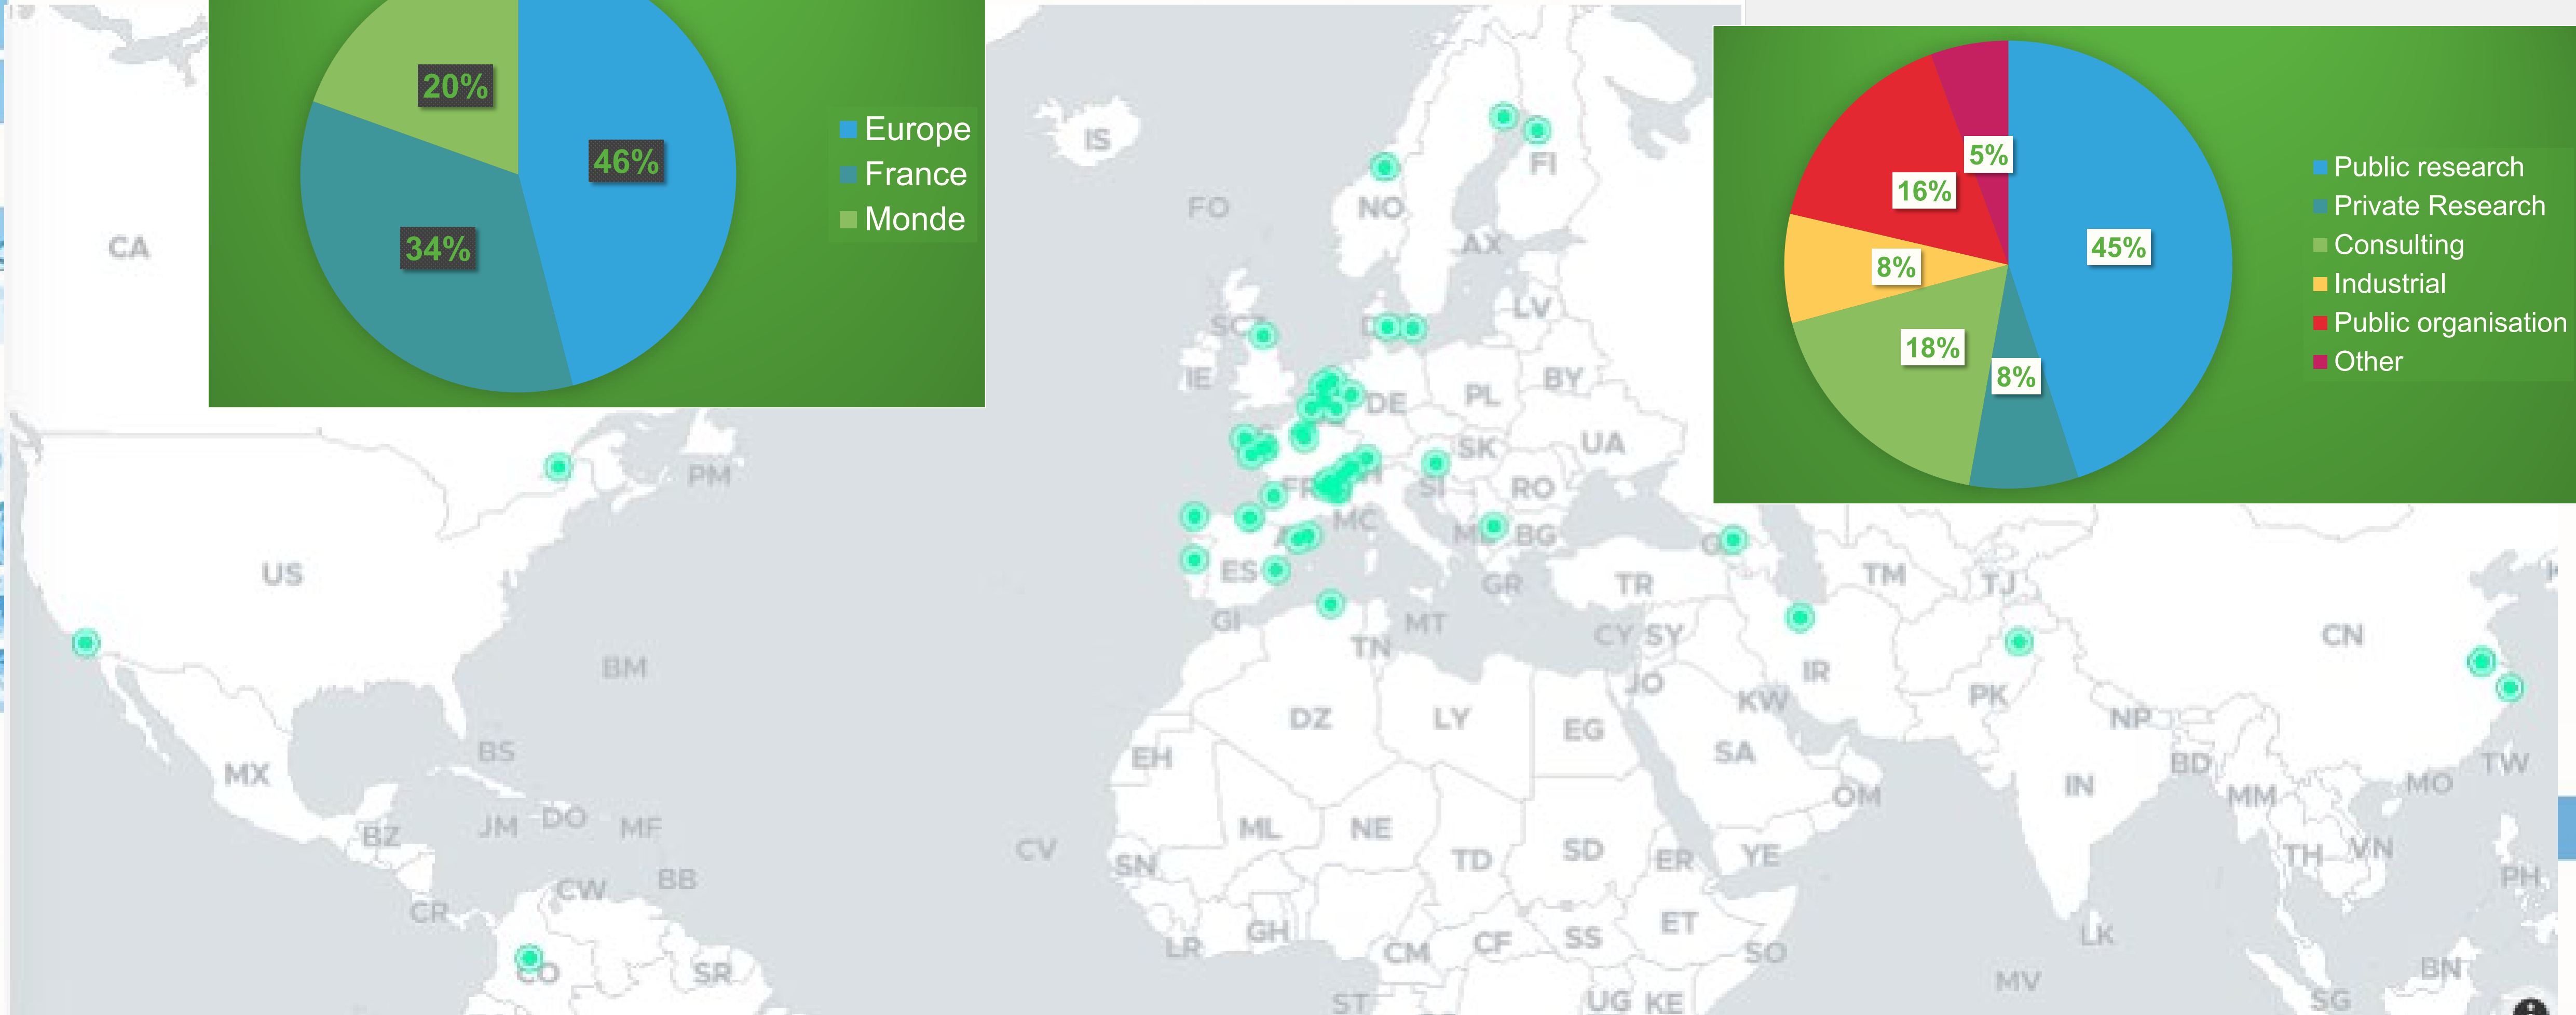 20%
46%
34%
Europe
France
Monde
5%
16%
45%
8%
18%
8%
Public research
Private Research
Consulting
Industrial
Public organisation
Other
IS
CA
FO
NO
FI
AX
LV
IE
DE
PL
BY
PM
SK
UA
FR
SI
RO
MC
BG
US
ES
GR
TR
TM
TJ
GI
MT
TN
CY
SY
CN
BM
IR
JO
KW
PK
DZ
LY
EG
NP
BS
EH
SA
MX
BD
TW
IN
MO
OM
MM
JM
DO
MF
BZ
ML
NE
CV
SN
TD
SD
ER
YE
TH
VN
CW
BB
PH
CR
GH
LR
CM
CF
SS
ET
SO
LK
CO
SR
MV
BN
ST
UG
KE
SG